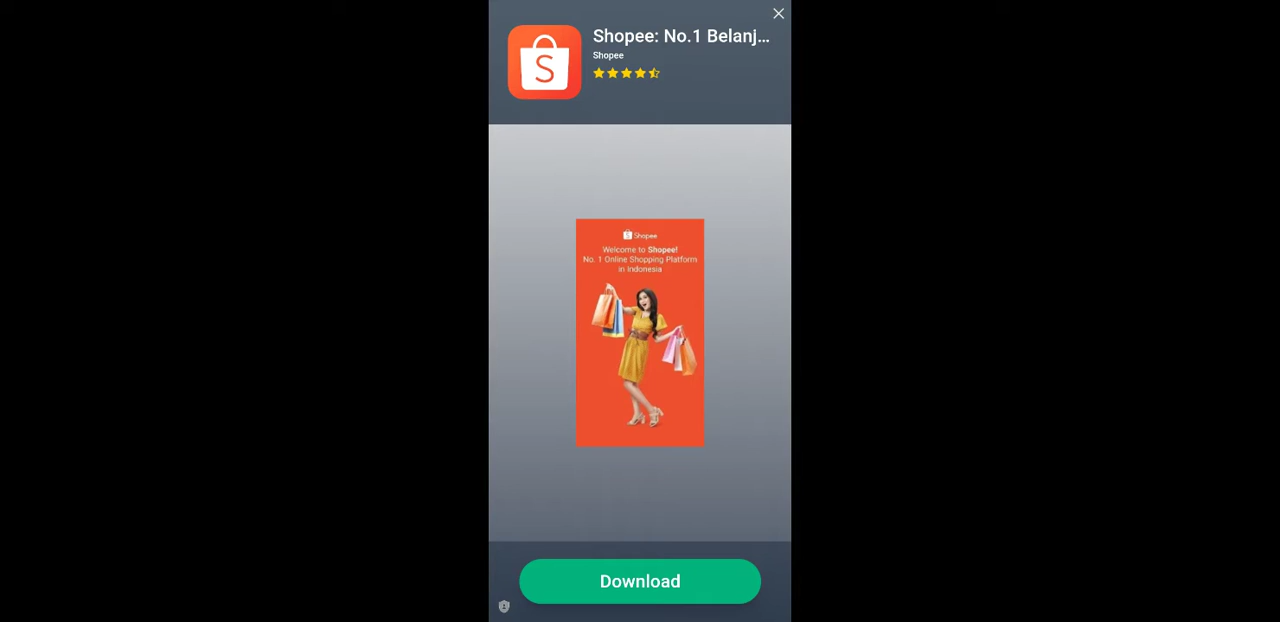 Shopee: No.1 Belanj...
Shopee
S
S Shopee
Welcome to Shopee!
No. 1 Online Shopping Platform
in Indonesia
Download